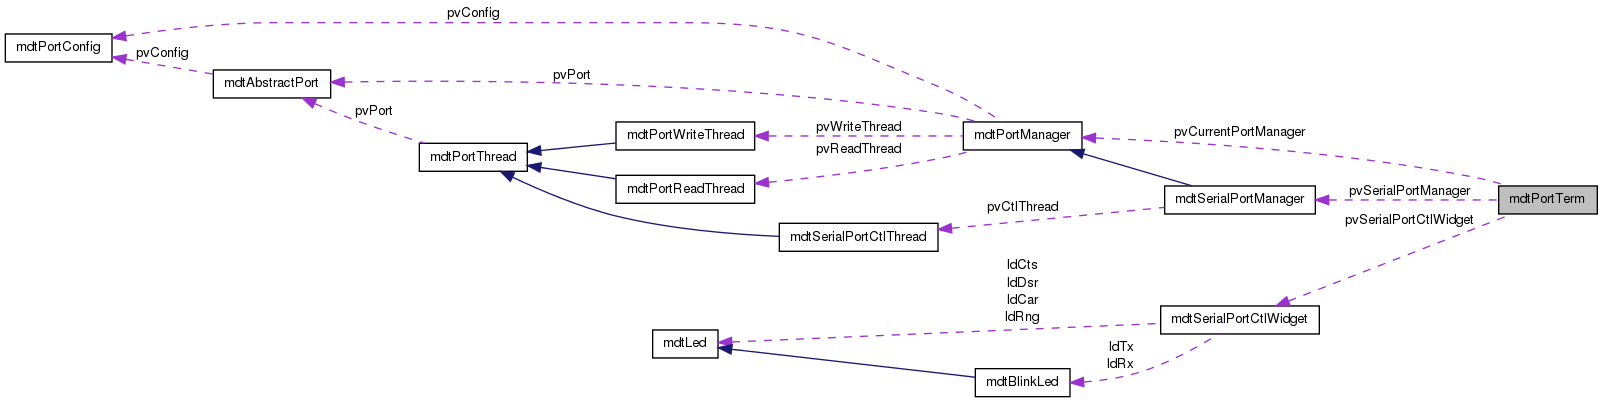 pvConfig
mdtPortConfig
pvConfig
mdtAbstractPort
pvPort
pvPort
mdtPortThread
mdtPortWriteThread
pvWriteThread
mdtPortManager
pvCurrentPortManager
pvReadThread
mdtPortReadThread
mdtSerialPortManager
pvSerialPortManager
mdtPortTerm
pvCtlThread
pvSerialPortCtlWidget
mdtSerialPortCtlThread
ldCts
ldDsr
ldCar
ldRng
mdtSerialPortCtlWidget
mdtLed
ldTx
ldRx
mdtBlinkLed